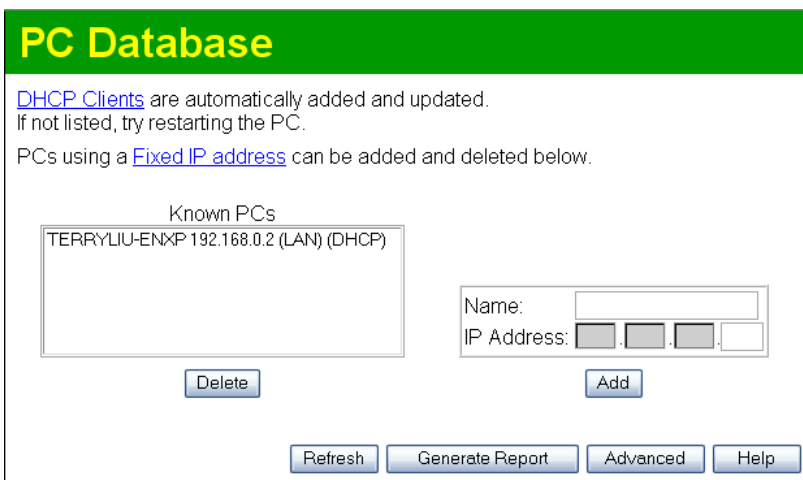 PC Database
DHCP Clients are automatically added and updated.
If not listed, try restarting the PC.
PCs using a Fixed IP address can be added and deleted below.
Known PCs
TERRYLIU-ENXP 192.168.0.2 (LAN) (DHCP)
Name:
IP Address: . . .
Delete
Add
Refresh Generate Report Advanced Help